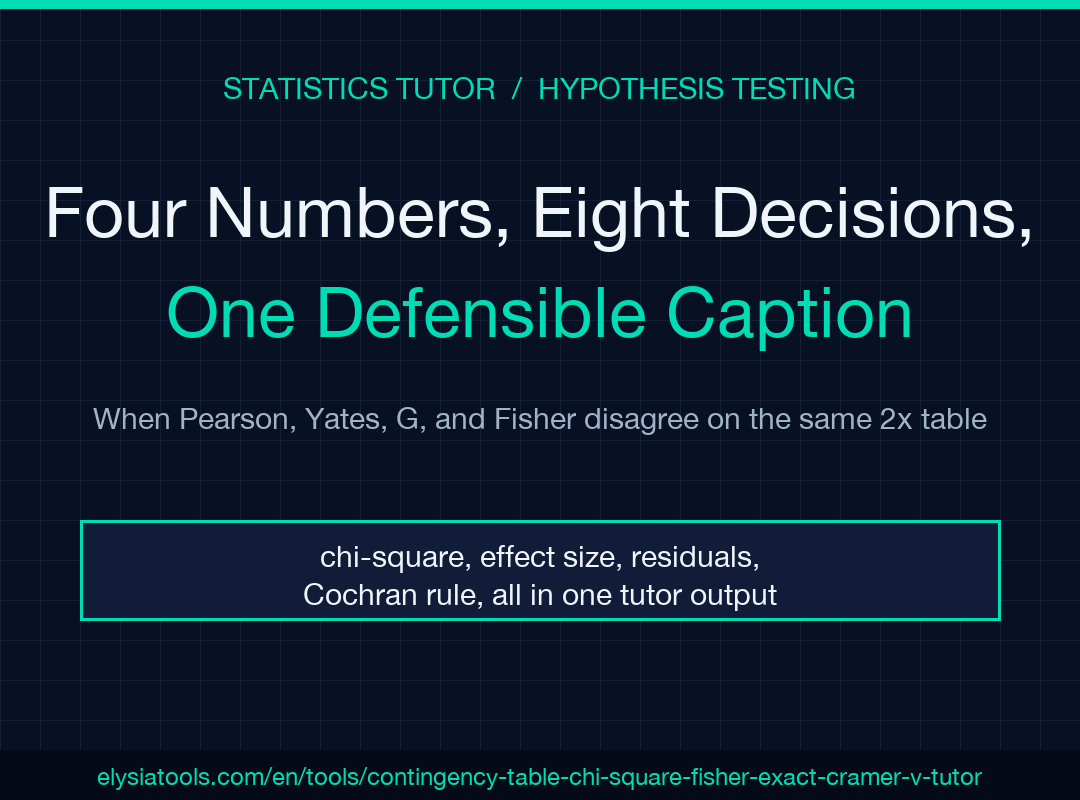 STATISTICS TUTOR / HYPOTHESIS TESTING
Four Numbers, Eight Decisions,
One Defensible Caption
When Pearson, Yates, G, and Fisher disagree on the same 2x table
chi-square, effect size, residuals,
Cochran rule, all in one tutor output
elysiatools.com/en/tools/contingency-table-chi-square-fisher-exact-cramer-v-tutor